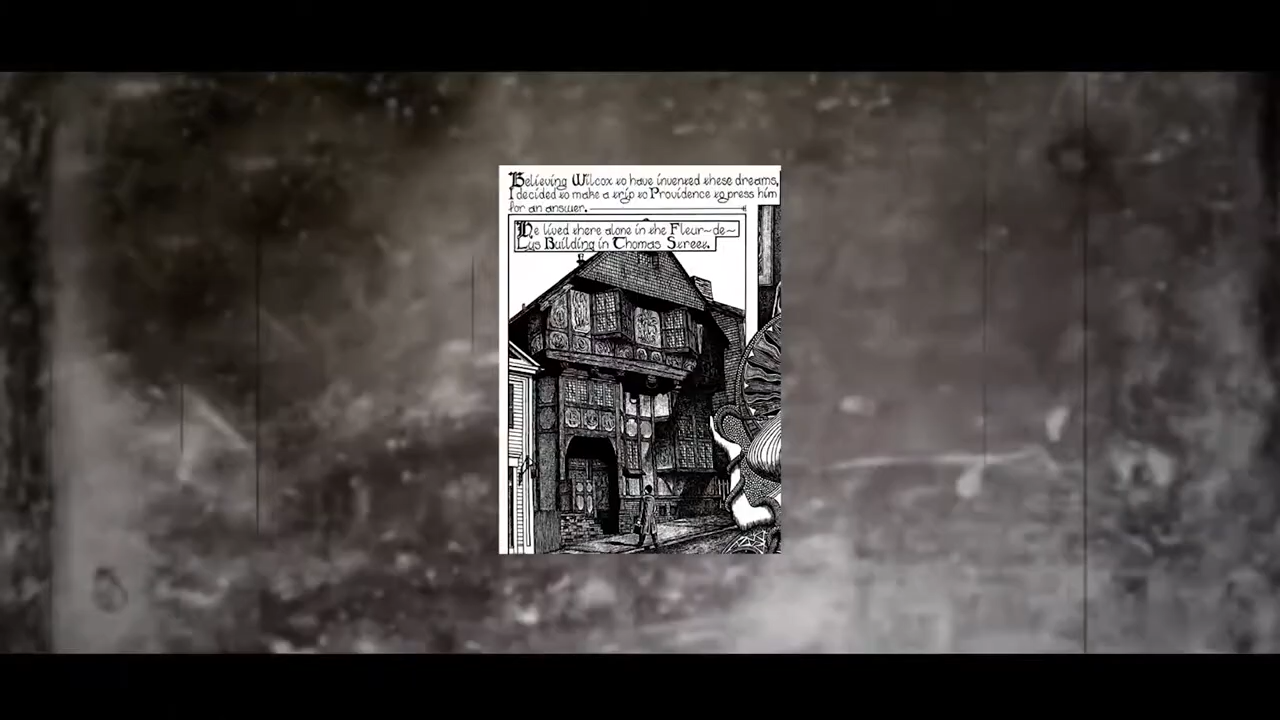 Believing Wilcox to have invented these dreams,
I decided to make a trip to Providence to press him
for an answer.
He lived there alone in the Fleur~de~
Lys Building in Thomas Street.